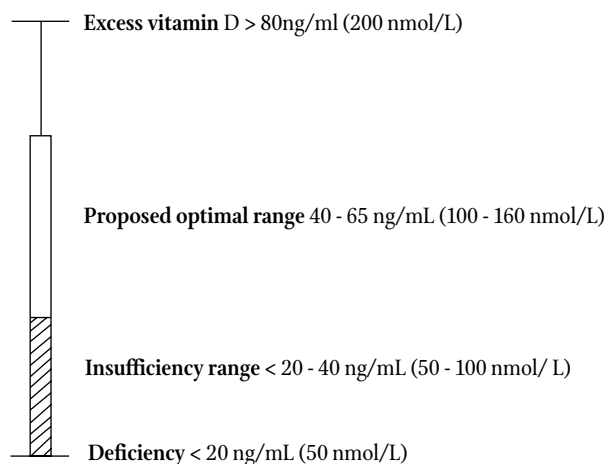 Excess vitamin D > 80ng/ml (200 nmol/L)
Proposed optimal range 40 - 65 ng/mL (100 - 160 nmol/L)
Insufficiency range < 20 - 40 ng/mL (50 - 100 nmol/ L)
Deficiency < 20 ng/mL (50 nmol/L)